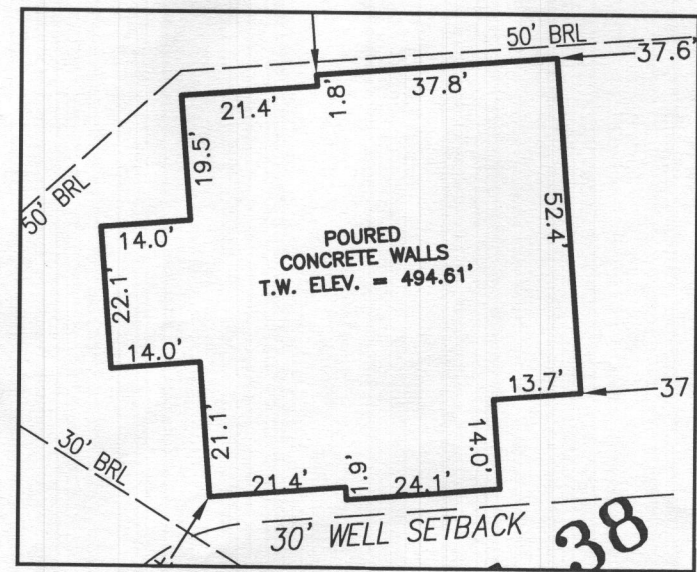 50' BRL
37.6'
21.4'
1.8'
37.8'
19.5'
50' BRL
14.0'
52.4'
POURED
CONCRETE WALLS
T.W. ELEV. = 494.61'
22.1'
14.0'
13.7'
37
21.1'
14.0'
30' BRL
21.4'
1.9'
24.1'
30' WELL SETBACK
38